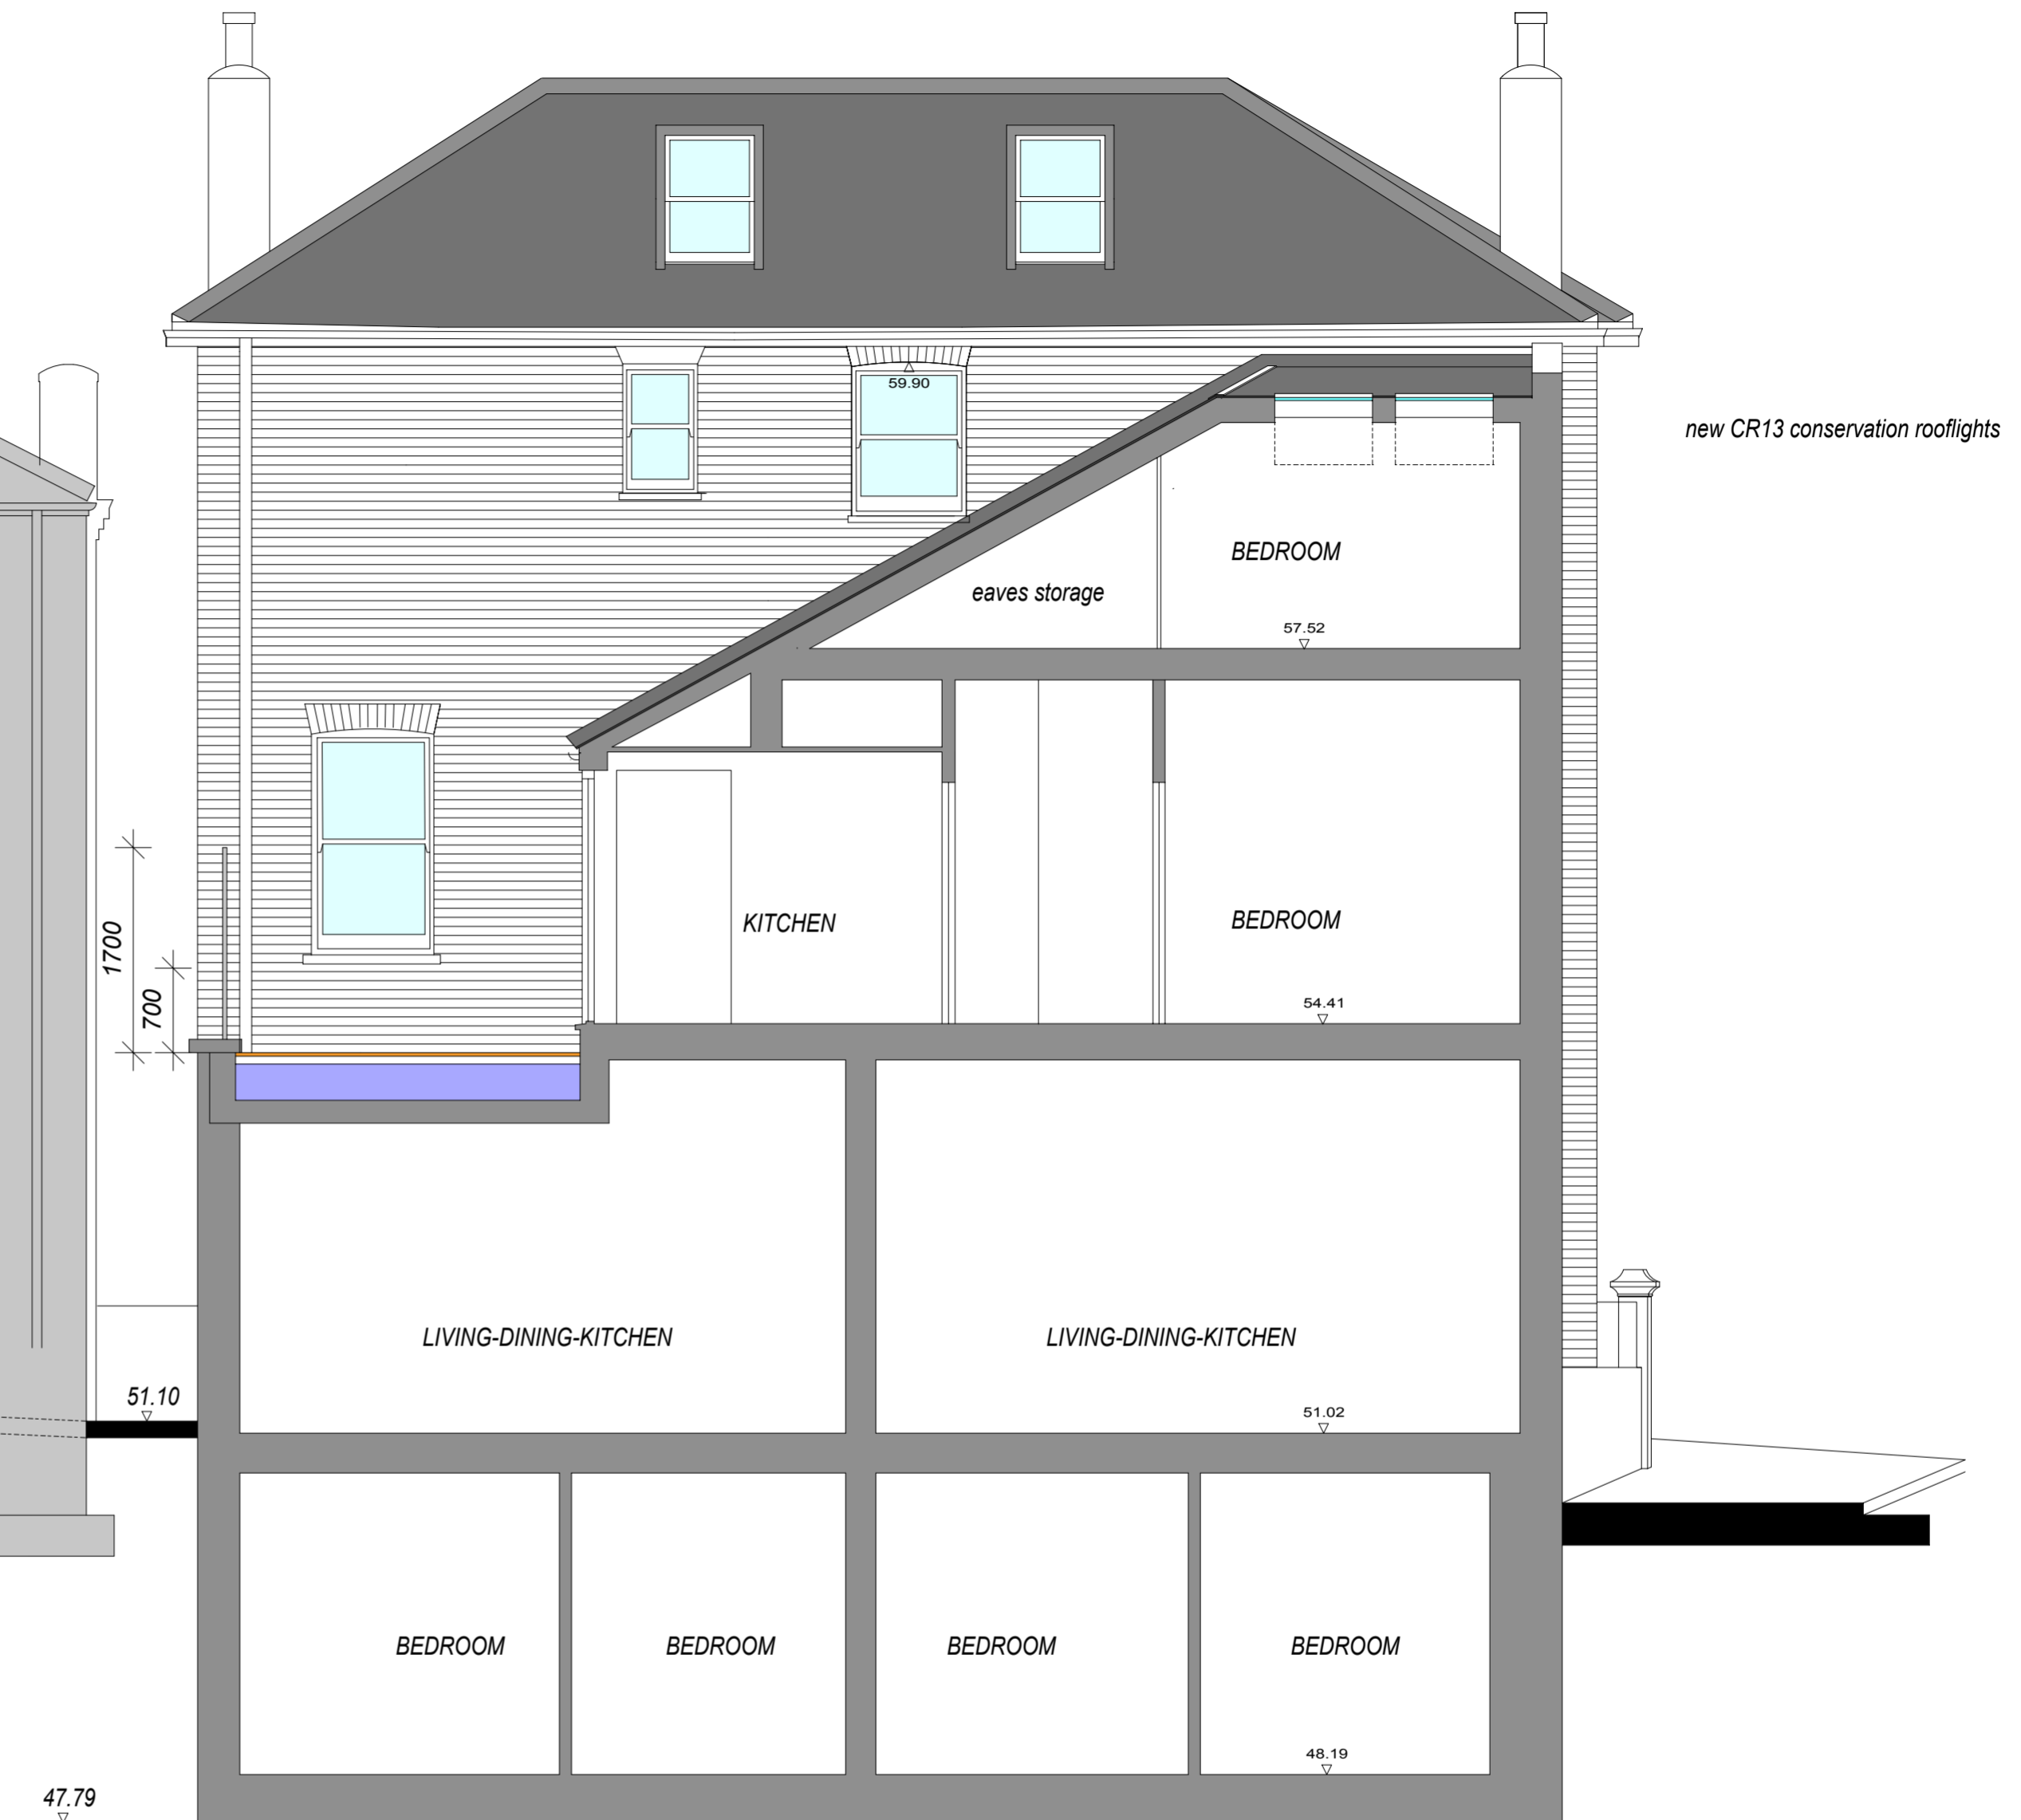 59.90
new CR13 conservation rooflights
BEDROOM
eaves storage
57.52
KITCHEN
BEDROOM
1700
700
54.41
LIVING-DINING-KITCHEN
LIVING-DINING-KITCHEN
51.10
51.02
BEDROOM
BEDROOM
BEDROOM
BEDROOM
48.19
47.79